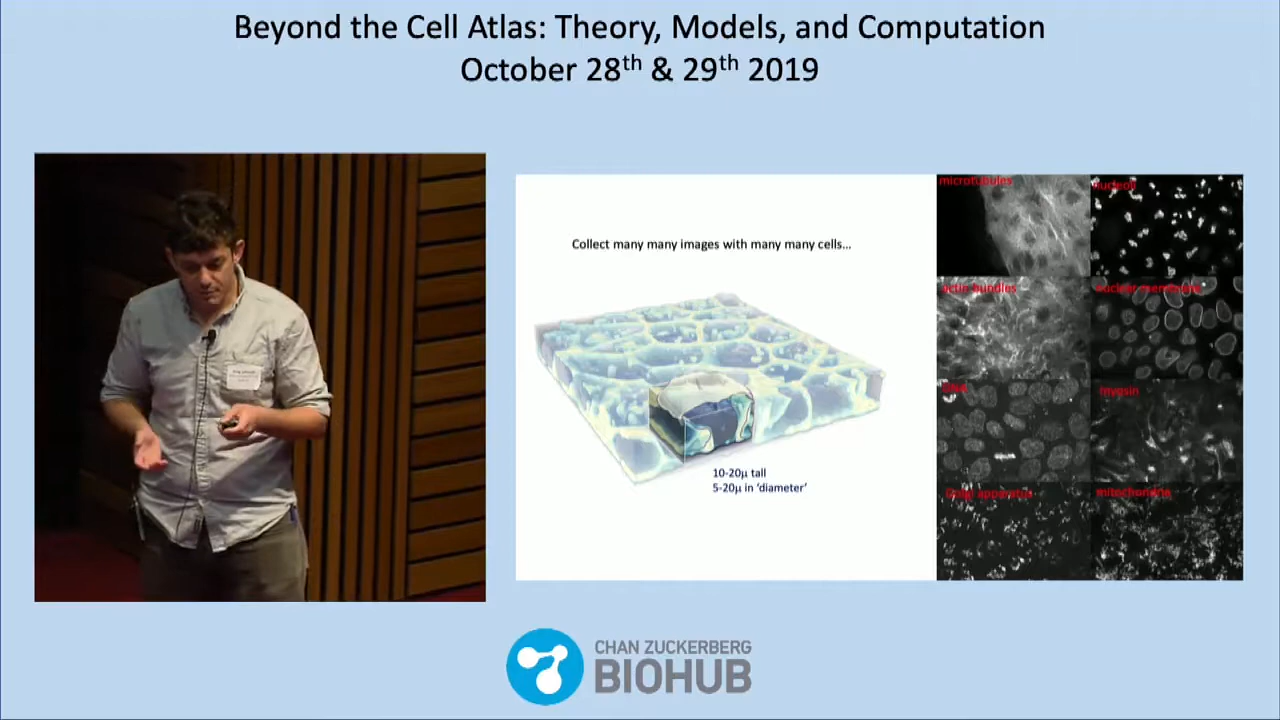 Beyond the Cell Atlas: Theory, Models, and Computation
October 28th & 29th 2019
Collect many many images with many many cells...
10-20µ tall
5-20µ in ‘diameter’
microtubules
nucleoli
actin bundles
nuclear membrane
DNA
myosin
Golgi apparatus
mitochondria
CHAN ZUCKERBERG
BIOHUB